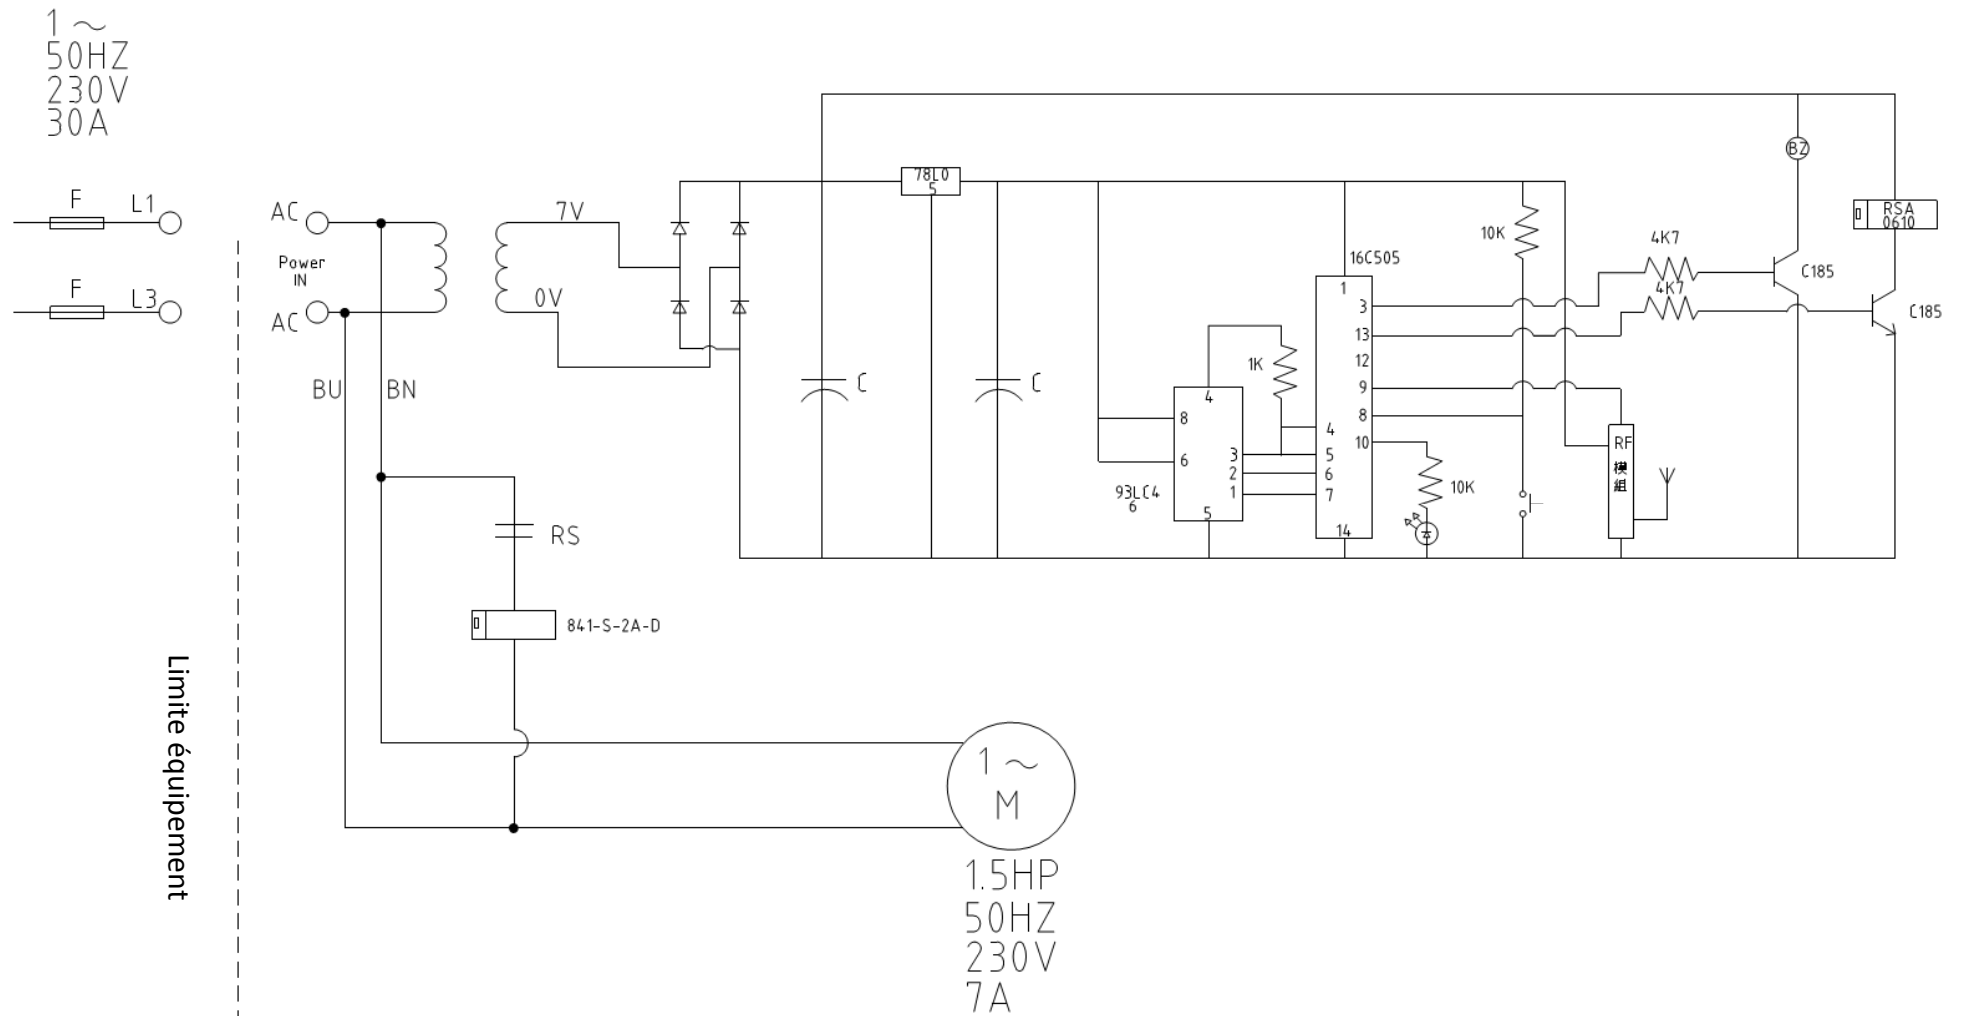 1 ~
50HZ
230V
30A
F
L1
F
L3
AC
Power
IN
AC
BU
BN
7V
0V
C
78L0
5
C
RS
841-S-2A-D
93LC4
6
8
6
4
3
2
1
5
1K
16C505
1
3
13
12
9
8
10
4
5
6
7
14
10K
10K
4K7
4K7
BZ
RSA
0610
C185
C185
RF
模
組
Limite équipement
1 ~
M
1.5HP
50HZ
230V
7A